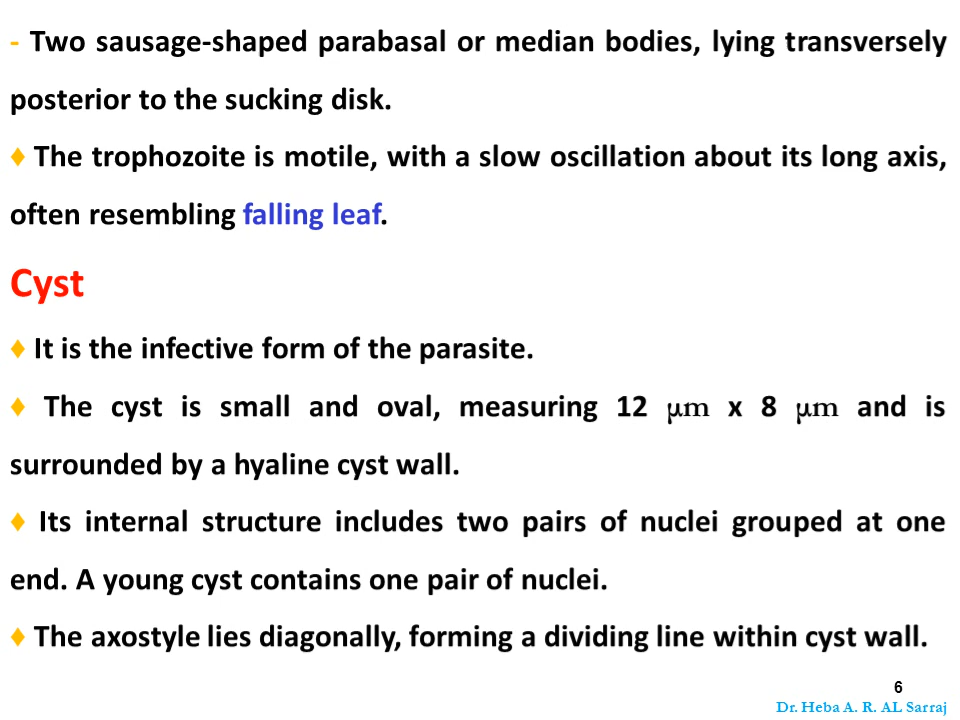 - Two sausage-shaped parabasal or median bodies, lying transversely
posterior to the sucking disk.
♦ The trophozoite is motile, with a slow oscillation about its long axis,
often resembling falling leaf.
Cyst
♦ It is the infective form of the parasite.
♦ The cyst is small and oval, measuring 12 μm x 8 μm and is
surrounded by a hyaline cyst wall.
♦ Its internal structure includes two pairs of nuclei grouped at one
end. A young cyst contains one pair of nuclei.
♦ The axostyle lies diagonally, forming a dividing line within cyst wall.
6
Dr. Heba A. R. AL Sarraj